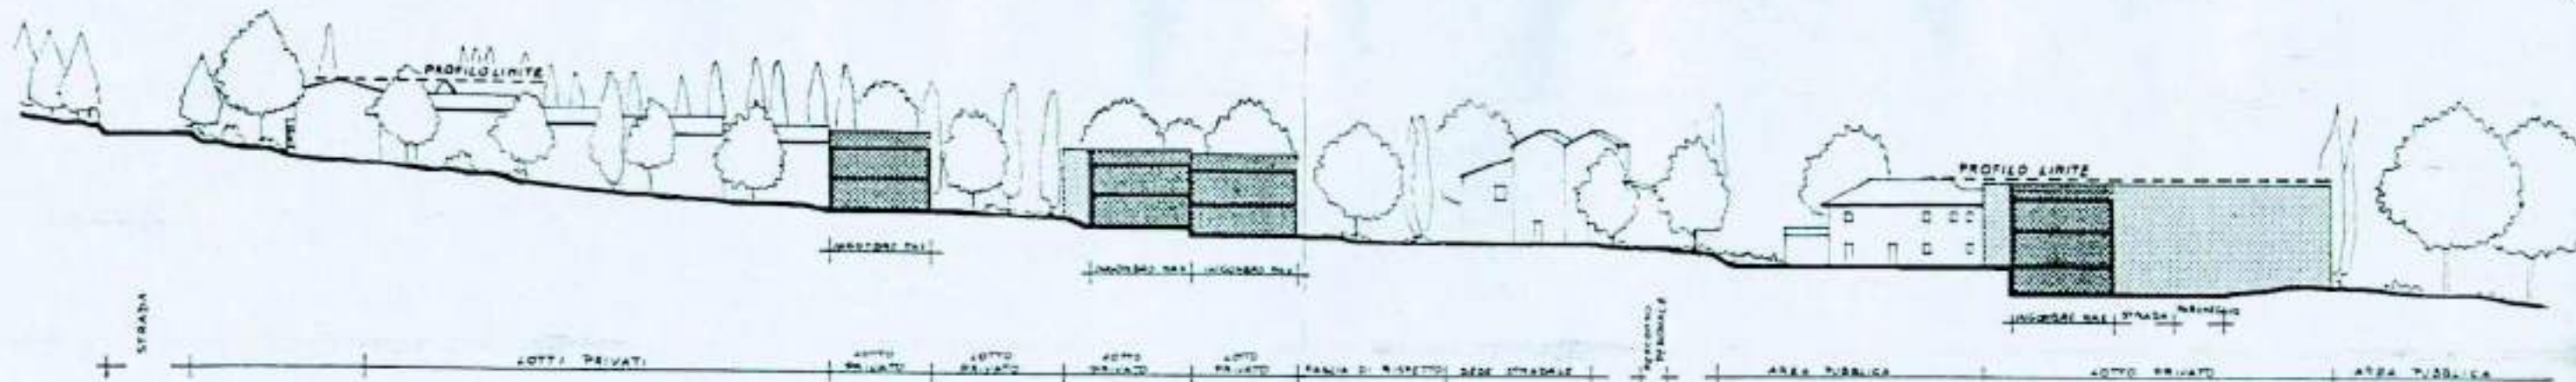 PROFILO LIMITE
PROFILO LIMITE
INGOMBRO MAX
INGOMBRO MAX
INGOMBRO MAX
INGOMBRO MAX
STRADA
PARCHEGGIO
STRADA
LOTTI PRIVATI
LOTTO
PRIVATO
LOTTO
PRIVATO
LOTTO
PRIVATO
LOTTO
PRIVATO
FASCIA DI RISPETTO
SEDE STRADALE
AREA PUBBLICA
LOTTO PRIVATO
AREA PUBBLICA